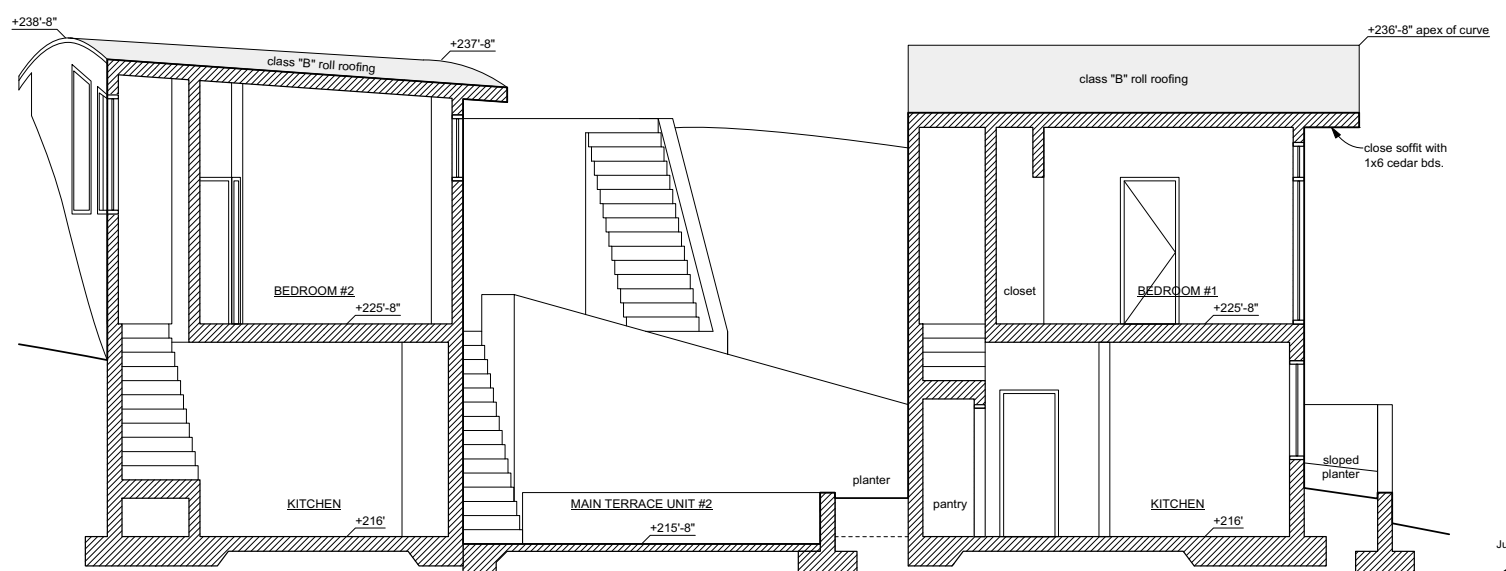 +238'-8"
+237'-8"
class "B" roll roofing
+236'-8" apex of curve
class "B" roll roofing
close soffit with
1x6 cedar bds.
BEDROOM #2
+225'-8"
closet
BEDROOM #1
+225'-8"
KITCHEN
+216'
MAIN TERRACE UNIT #2
+215'-8"
planter
pantry
KITCHEN
+216'
sloped
planter
Ju